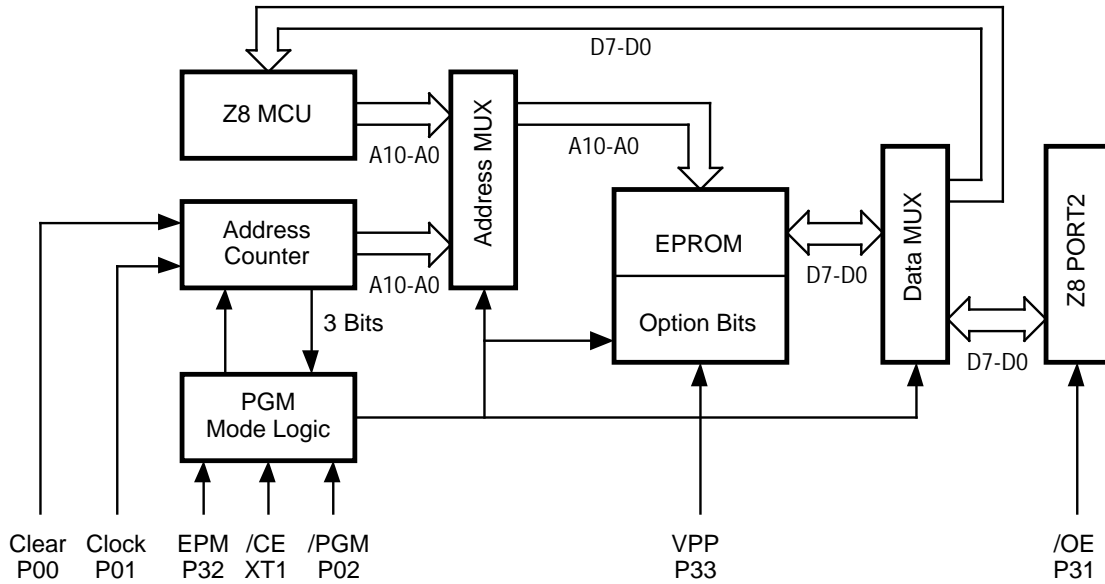 D7-D0
Z8 MCU
A10-A0
Address MUX
A10-A0
Address
Counter
A10-A0
3 Bits
EPROM
Option Bits
D7-D0
Data MUX
D7-D0
Z8 PORT2
PGM
Mode Logic
Clear
P00
Clock
P01
EPM
P32
/CE
XT1
/PGM
P02
VPP
P33
/OE
P31